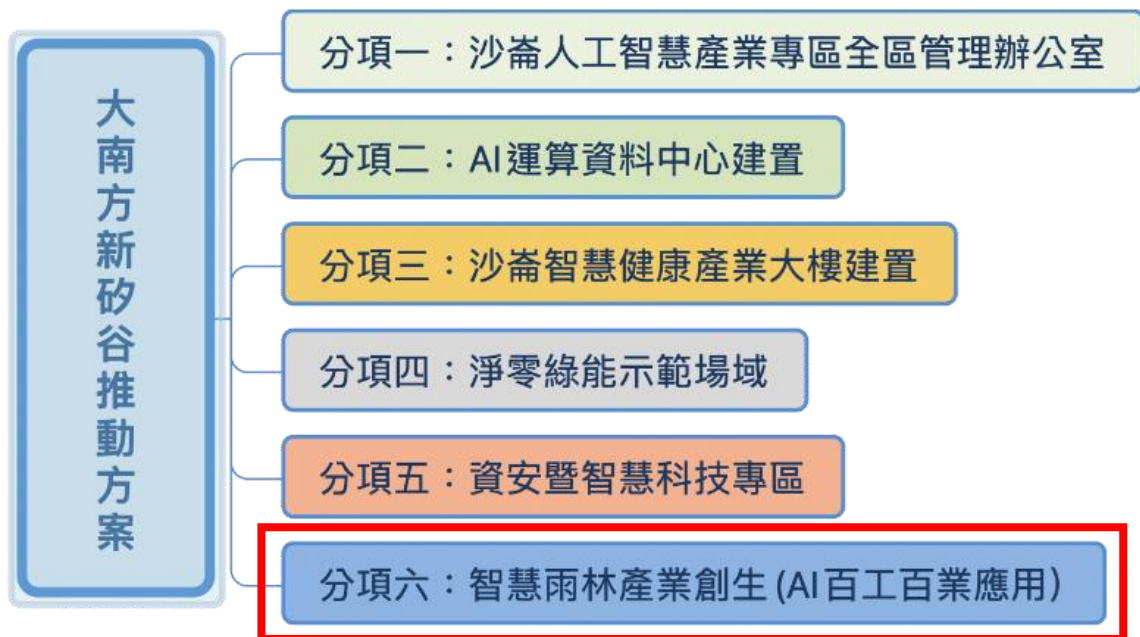 大南方新矽谷推動方案
分項一：沙崙人工智慧產業專區全區管理辦公室
分項二：AI運算資料中心建置
分項三：沙崙智慧健康產業大樓建置
分項四：淨零綠能示範場域
分項五：資安暨智慧科技專區
分項六：智慧雨林產業創生(AI百工百業應用）